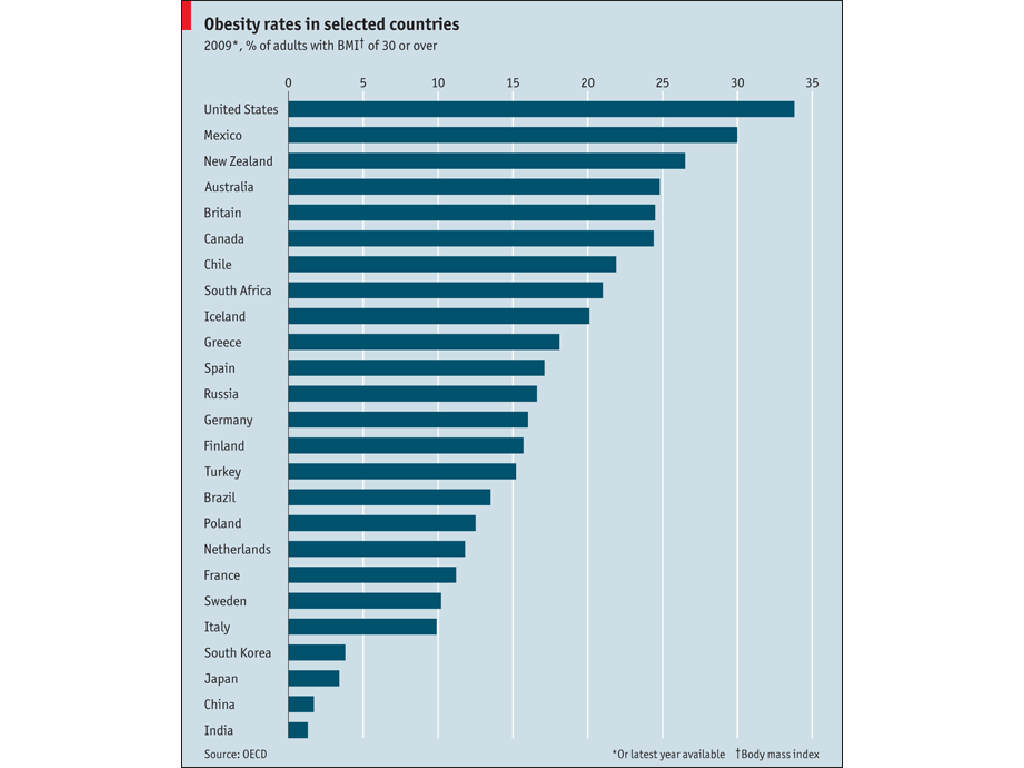 Obesity rates in selected countries
2009*, % of adults with BMI† of 30 or over
0 5 10 15 20 25 30 35
United States
Mexico
New Zealand
Australia
Britain
Canada
Chile
South Africa
Iceland
Greece
Spain
Russia
Germany
Finland
Turkey
Brazil
Poland
Netherlands
France
Sweden
Italy
South Korea
Japan
China
India
Source: OECD *Or latest year available †Body mass index